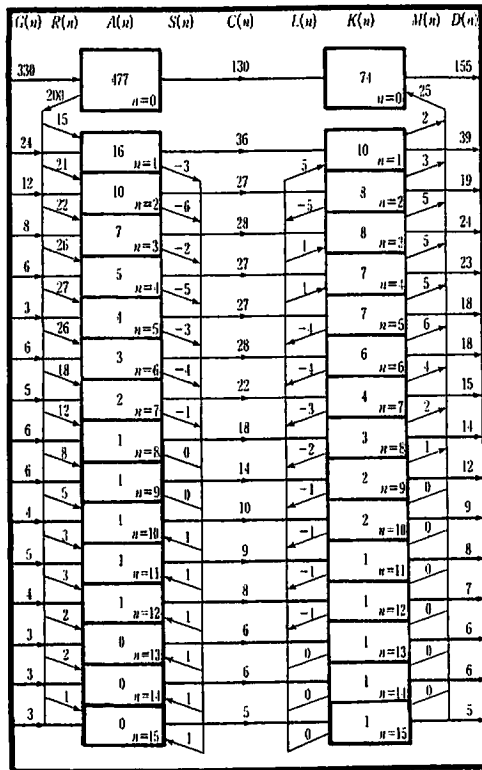 G(n) R(n) A(n) S(n) C(n) L(n) K(n) M(n) D(n)
330 477 130 74 155
n=0 n=0
200 25
15 2
24 16 36 10 39
n=1 n=1
21 -3 5 3
12 10 27 8 19
n=2 n=2
22 -6 -5 5
8 7 28 8 24
n=3 n=3
26 -2 1 5
6 5 27 7 23
n=4 n=4
27 -5 1 5
3 4 27 7 18
n=5 n=5
26 -3 -4 6
6 3 28 6 18
n=6 n=6
18 -4 -4 4
5 2 22 4 15
n=7 n=7
12 -1 -3 2
6 1 18 3 14
n=8 n=8
8 0 -2 1
6 1 14 2 12
n=9 n=9
5 0 -1 0
4 1 10 2 9
n=10 n=10
3 1 -1 0
5 1 9 1 8
n=11 n=11
3 1 -1 0
4 1 8 1 7
n=12 n=12
2 1 -1 0
3 0 6 1 6
n=13 n=13
2 1 0 0
3 0 6 1 6
n=14 n=14
1 1 0 0
3 0 5 1 5
n=15 n=15
1 0